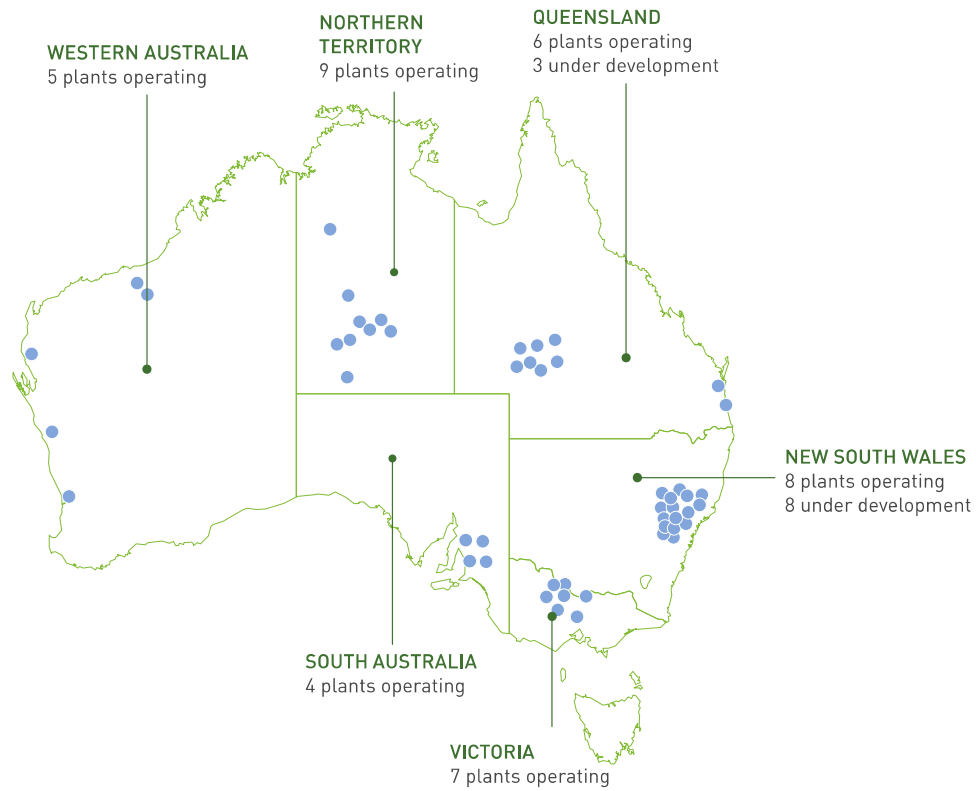 WESTERN AUSTRALIA
5 plants operating
NORTHERN
TERRITORY
9 plants operating
QUEENSLAND
6 plants operating
3 under development
NEW SOUTH WALES
8 plants operating
8 under development
SOUTH AUSTRALIA
4 plants operating
VICTORIA
7 plants operating